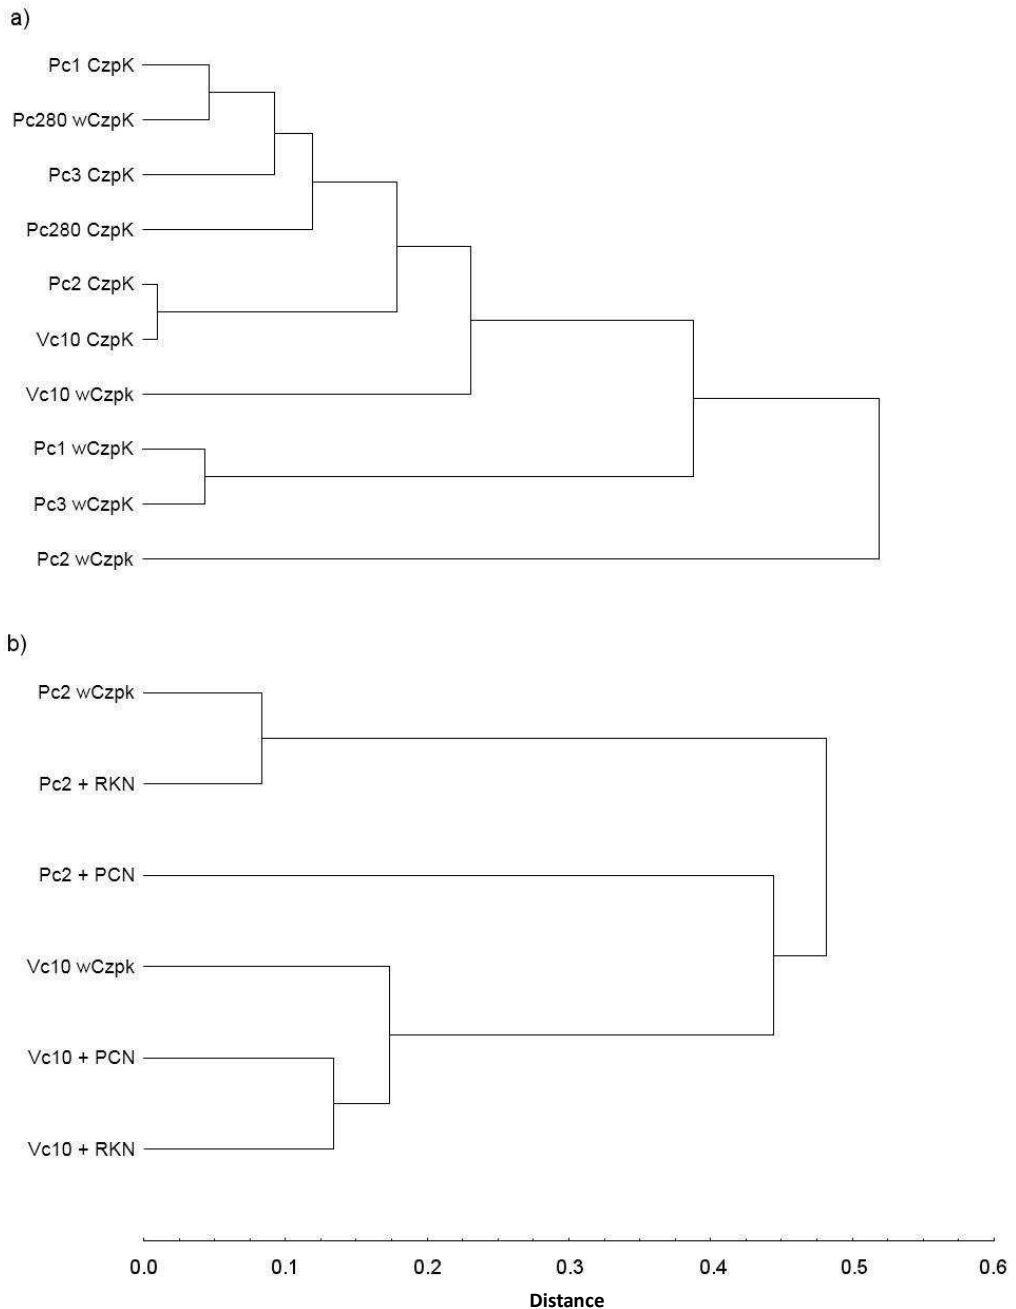 a)
Pc1 CzpK
Pc280 wCzpK
Pc3 CzpK
Pc280 CzpK
Pc2 CzpK
Vc10 CzpK
Vc10 wCzpk
Pc1 wCzpK
Pc3 wCzpK
Pc2 wCzpk
b)
Pc2 wCzpk
Pc2 + RKN
Pc2 + PCN
Vc10 wCzpk
Vc10 + PCN
Vc10 + RKN
0.0 0.1 0.2 0.3 0.4 0.5 0.6
Distance